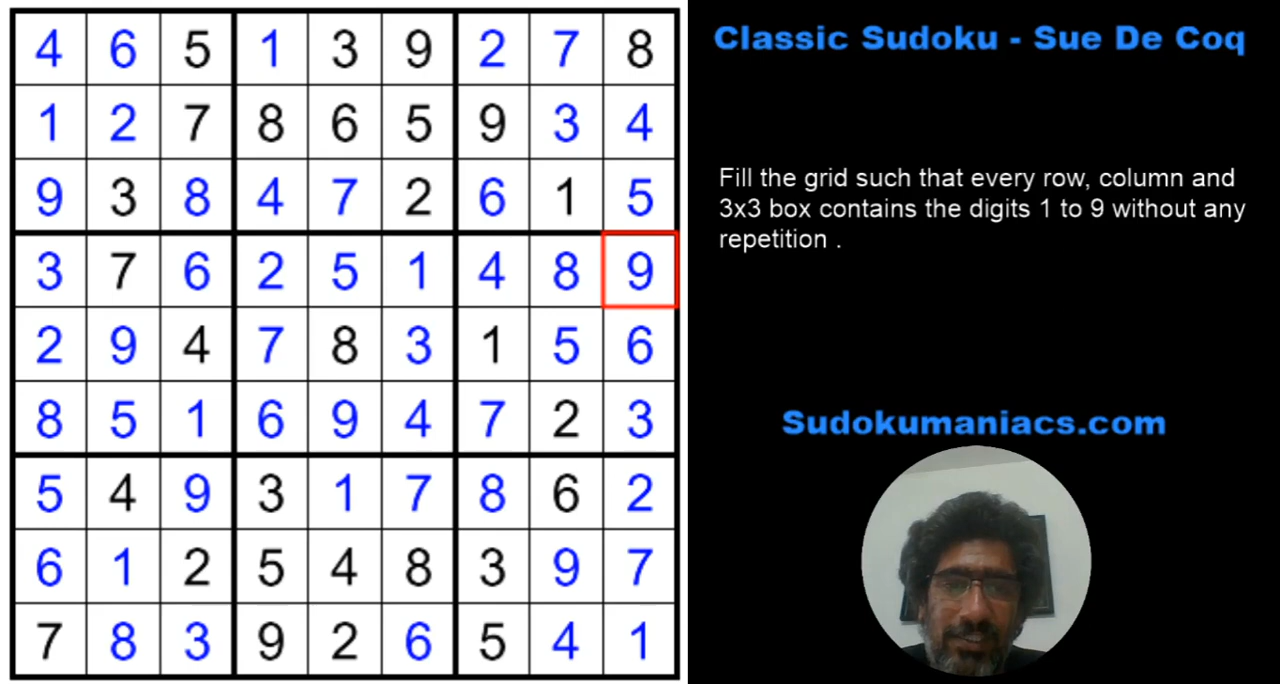 4 6 5 1 3 9 2 7 8
1 2 7 8 6 5 9 3 4
9 3 8 4 7 2 6 1 5
3 7 6 2 5 1 4 8 9
2 9 4 7 8 3 1 5 6
8 5 1 6 9 4 7 2 3
5 4 9 3 1 7 8 6 2
6 1 2 5 4 8 3 9 7
7 8 3 9 2 6 5 4 1
Classic Sudoku - Sue De Coq
Fill the grid such that every row, column and
3x3 box contains the digits 1 to 9 without any
repetition .
Sudokumaniacs.com